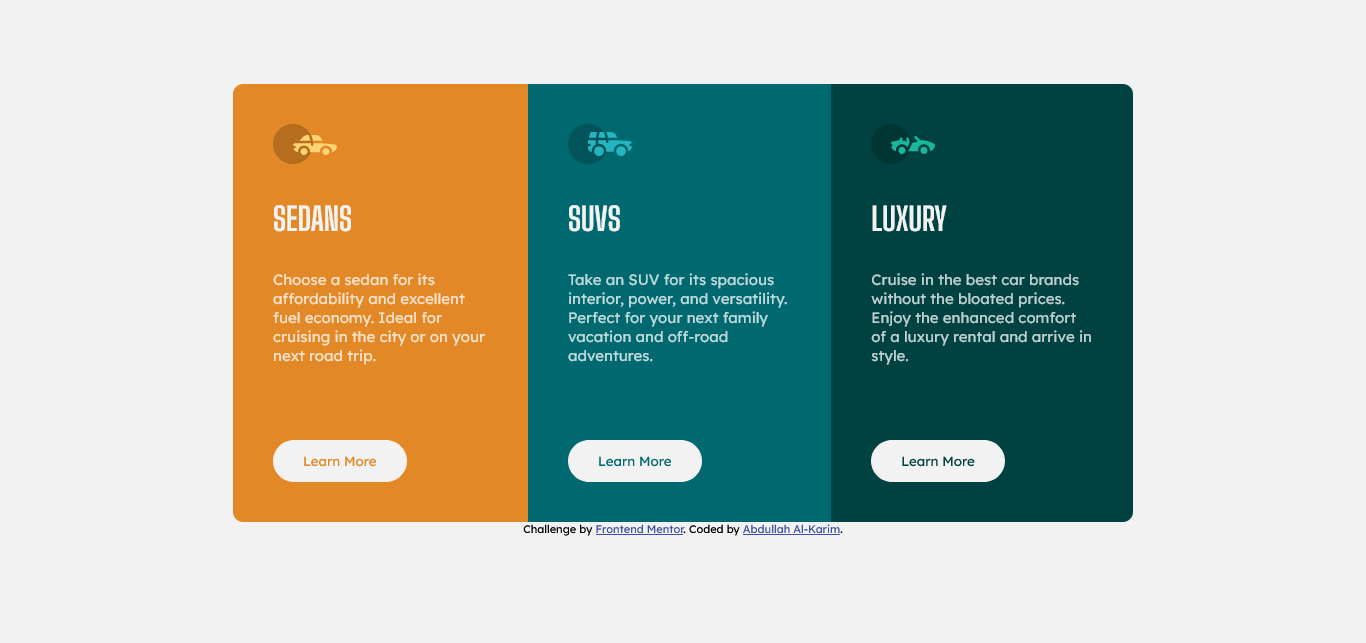 SEDANS
Choose a sedan for its
affordability and excellent
fuel economy. Ideal for
cruising in the city or on your
next road trip.
Learn More
SUVS
Take an SUV for its spacious
interior, power, and versatility.
Perfect for your next family
vacation and off-road
adventures.
Learn More
LUXURY
Cruise in the best car brands
without the bloated prices.
Enjoy the enhanced comfort
of a luxury rental and arrive in
style.
Learn More
Challenge by Frontend Mentor. Coded by Abdullah Al-Karim.